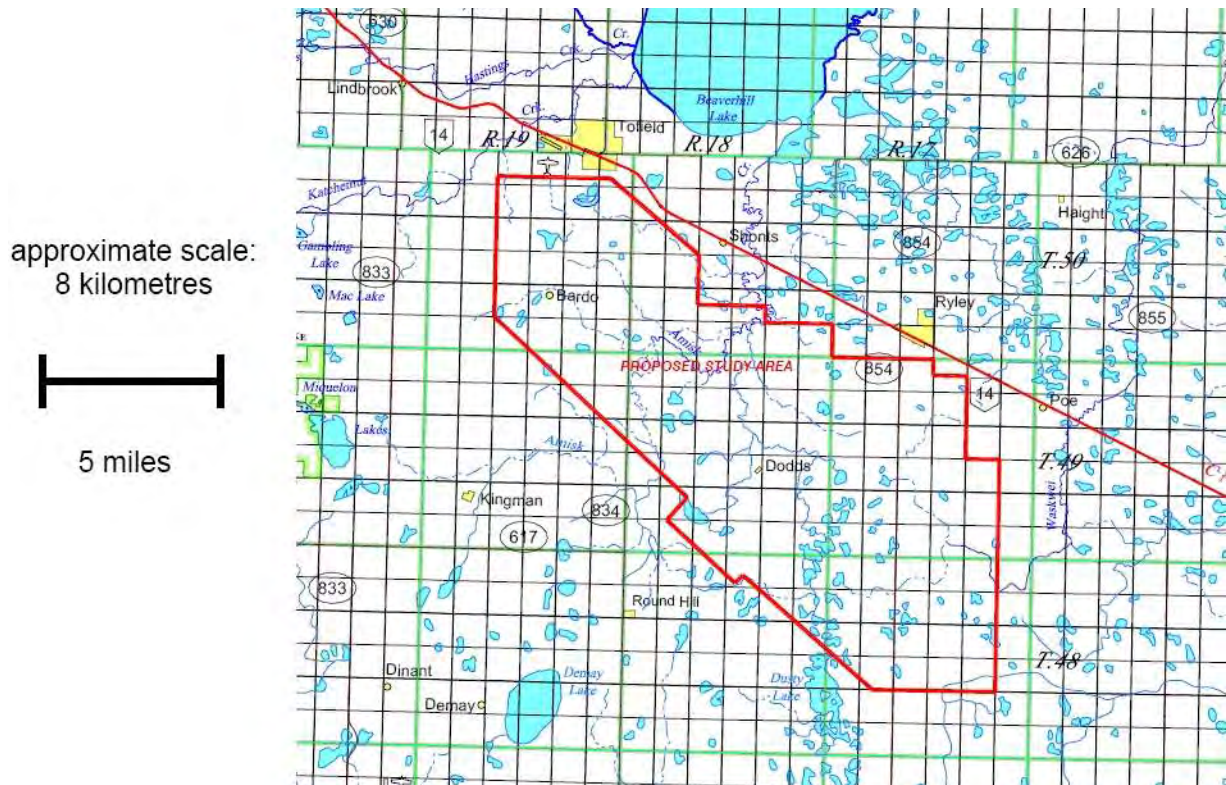 approximate scale:
8 kilometres
5 miles
630
Cr.
Crk.
Hastings
Lindbrook
Beaverhill
Lake
Crk.
14
R.19
Tofield
R.18
R.17
626
Katchemut
Cr.
Haight
Gambling
Lake
833
Shonts
854
T.50
Mac Lake
Bardo
Ryley
855
Amisk
PROPOSED STUDY AREA
854
Miquelon
14
Poe
Lakes
Amisk
Dodds
T.49
Kingman
834
Waskwei
617
833
Round Hill
T.48
Dinant
Demay
Lake
Dusty
Lake
Demay